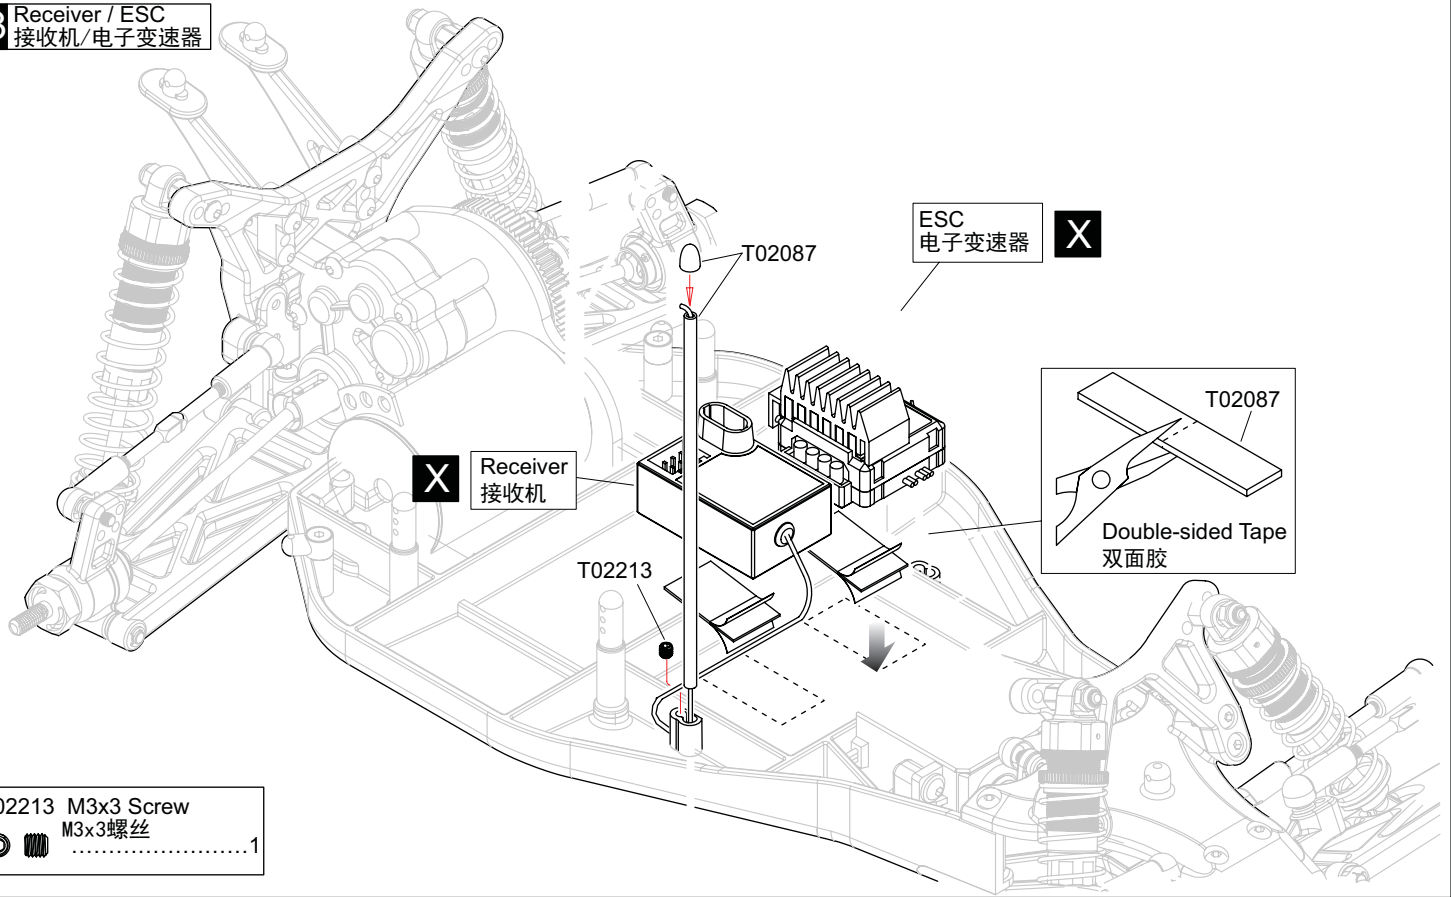 Receiver / ESC
接收机/电子变速器
T02087
ESC
电子变速器
X
T02087
Double-sided Tape
双面胶
X
Receiver
接收机
T02213
02213 M3x3 Screw
M3x3螺丝
........................1